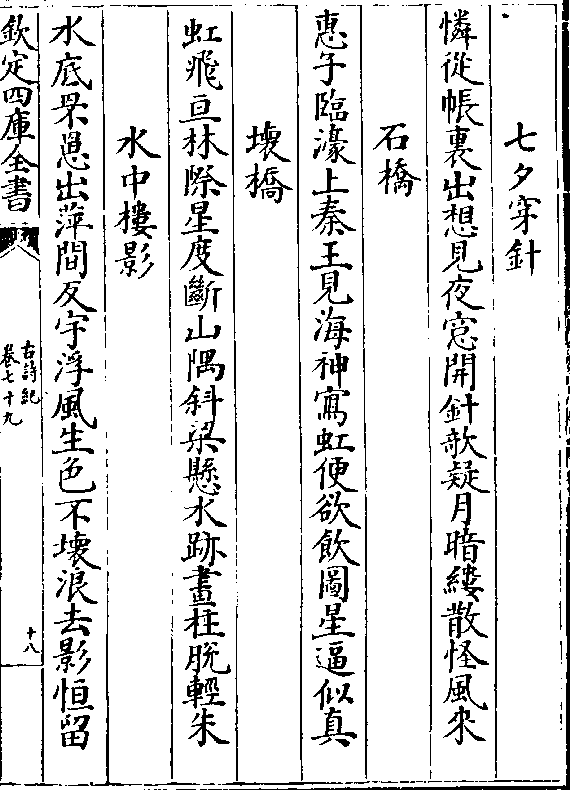 七夕穿針
憐從帳裏出想見夜窓開針欹疑月暗縷散怪風來
石橋
惠子臨濠上秦王見海神寫虹便欲飲圖星逼似真
壊橋
虹飛亘林際星度斷山隅斜梁懸水跡畫柱脫輕朱
水中樓影
水底罘罳出萍間反宇浮風生色不壊浪去影恒留
欽定四庫全書
古詩紀
卷七十九
十八